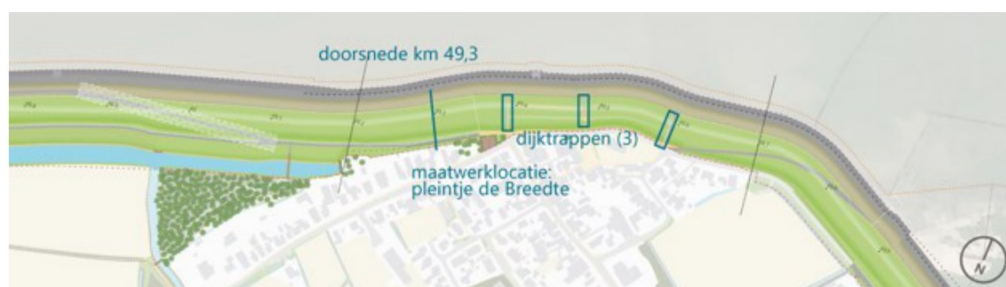 doorsnede km 49,3
dijktrappen (3)
maatwerklocatie:
pleintje de Breedte
N